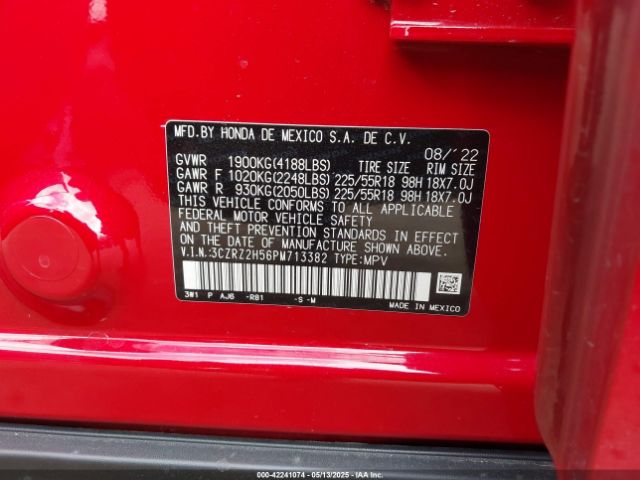 MFD.BY HONDA DE MEXICO S.A. DE C.V.
08/'22
GVWR 1900KG(4188LBS) TIRE SIZE RIM SIZE
GAWR F 1020KG(2248LBS) 225/55R18 98H 18X7.0J
GAWR R 930KG(2050LBS) 225/55R18 98H 18X7.0J
THIS VEHICLE CONFORMS TO ALL APPLICABLE
FEDERAL MOTOR VEHICLE SAFETY
AND THEFT PREVENTION STANDARDS IN EFFECT
ON THE DATE OF MANUFACTURE SHOWN ABOVE.
V.I.N.:3CZRZ2H56PM713382 TYPE:MPV
3W1 P AJ6 -RB1 -S -M
MADE IN MEXICO
000-42241074 — 05/13/2025 — IAAI